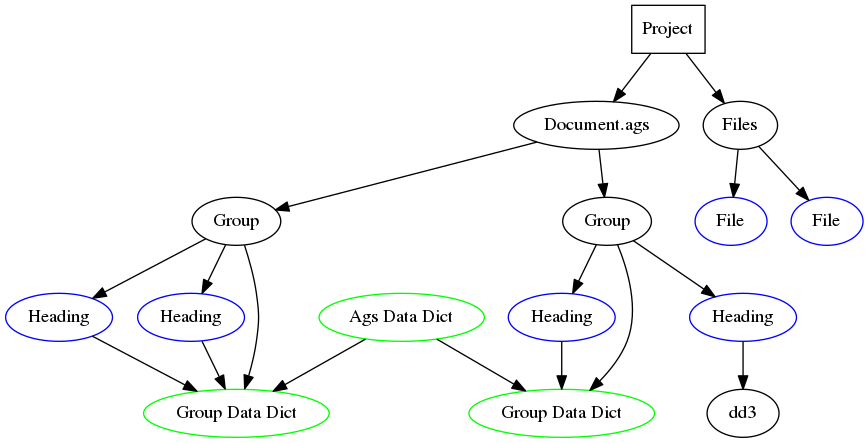 Project
Document.ags
Files
Group
Group
File
File
Heading
Heading
Ags Data Dict
Heading
Heading
Group Data Dict
Group Data Dict
dd3